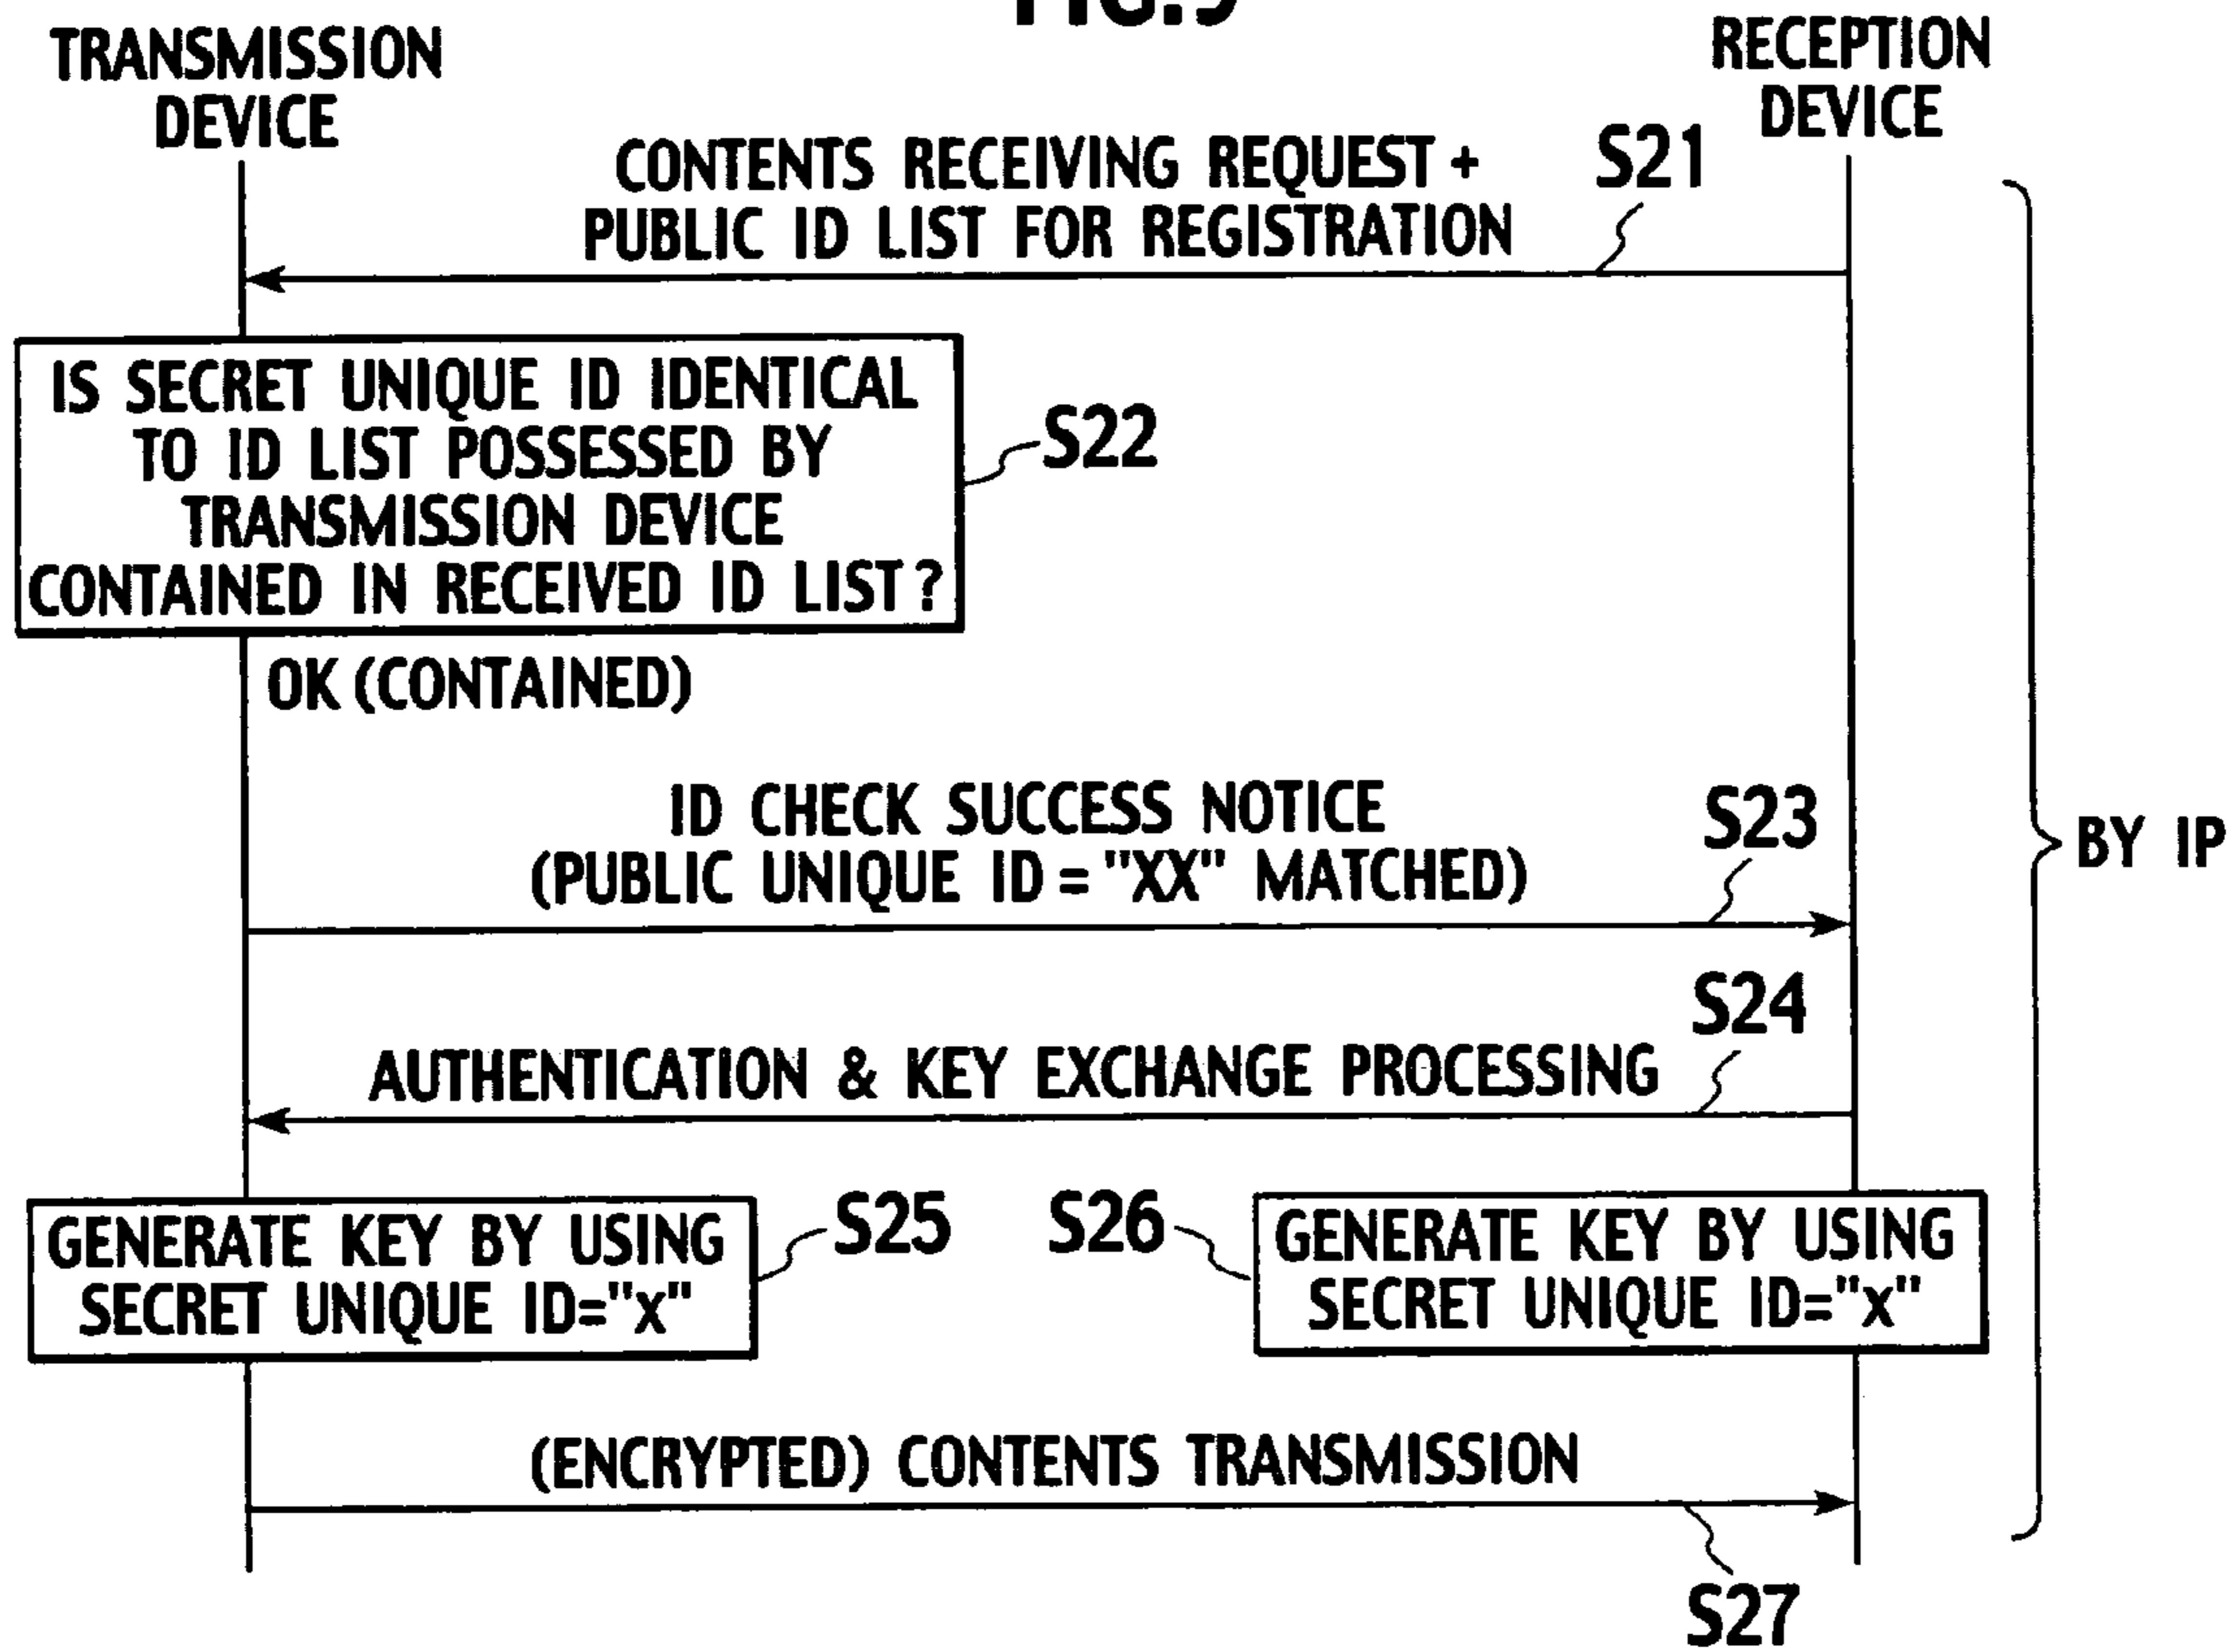 TRANSMISSION
DEVICE
RECEPTION
DEVICE
CONTENTS RECEIVING REQUEST +
PUBLIC ID LIST FOR REGISTRATION
S21
IS SECRET UNIQUE ID IDENTICAL
TO ID LIST POSSESSED BY
TRANSMISSION DEVICE
CONTAINED IN RECEIVED ID LIST?
S22
OK (CONTAINED)
ID CHECK SUCCESS NOTICE
(PUBLIC UNIQUE ID = "XX" MATCHED)
S23
BY IP
S24
AUTHENTICATION & KEY EXCHANGE PROCESSING
GENERATE KEY BY USING
SECRET UNIQUE ID="x"
S25
S26
GENERATE KEY BY USING
SECRET UNIQUE ID="x"
(ENCRYPTED) CONTENTS TRANSMISSION
S27